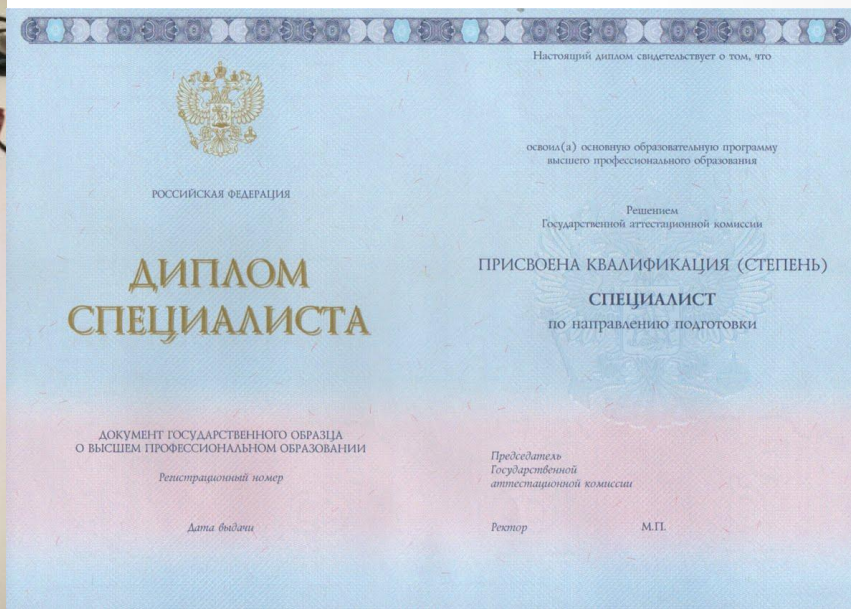 РОССИЙСКАЯ ФЕДЕРАЦИЯ
ДИПЛОМ
СПЕЦИАЛИСТА
ДОКУМЕНТ ГОСУДАРСТВЕННОГО ОБРАЗЦА
О ВЫСШЕМ ПРОФЕССИОНАЛЬНОМ ОБРАЗОВАНИИ
Регистрационный номер
Дата выдачи
Настоящий диплом свидетельствует о том, что
освоил(а) основную образовательную программу
высшего профессионального образования
Решением
Государственной аттестационной комиссии
ПРИСВОЕНА КВАЛИФИКАЦИЯ (СТЕПЕНЬ)
СПЕЦИАЛИСТ
по направлению подготовки
Председатель
Государственной
аттестационной комиссии
Ректор М.П.